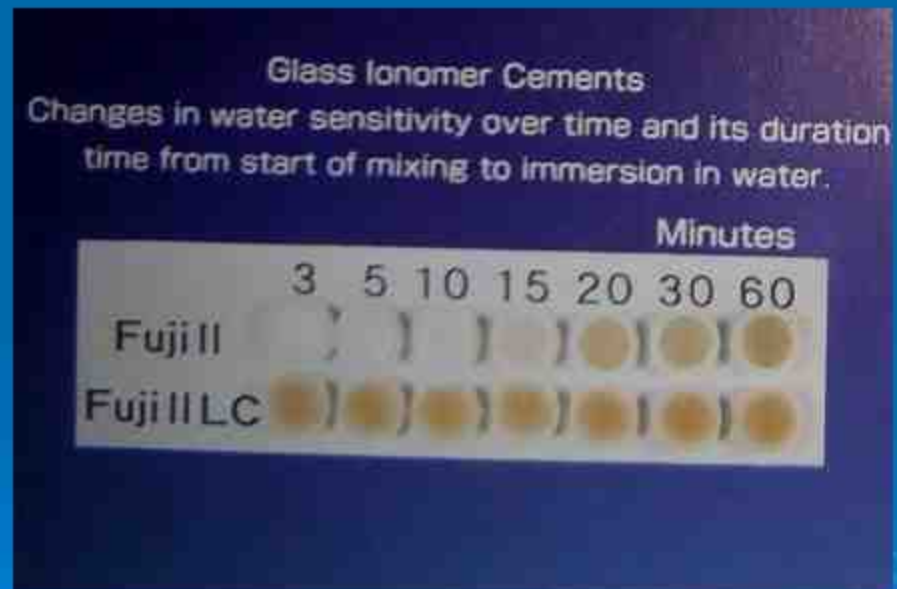 Glass Ionomer Cements
Changes in water sensitivity over time and its duration
time from start of mixing to immersion in water.
Minutes
3 5 10 15 20 30 60
Fuji II
Fuji II LC